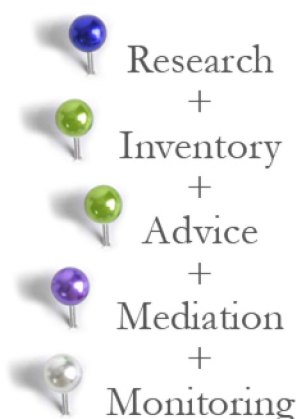 Research
+
Inventory
+
Advice
+
Mediation
+
Monitoring